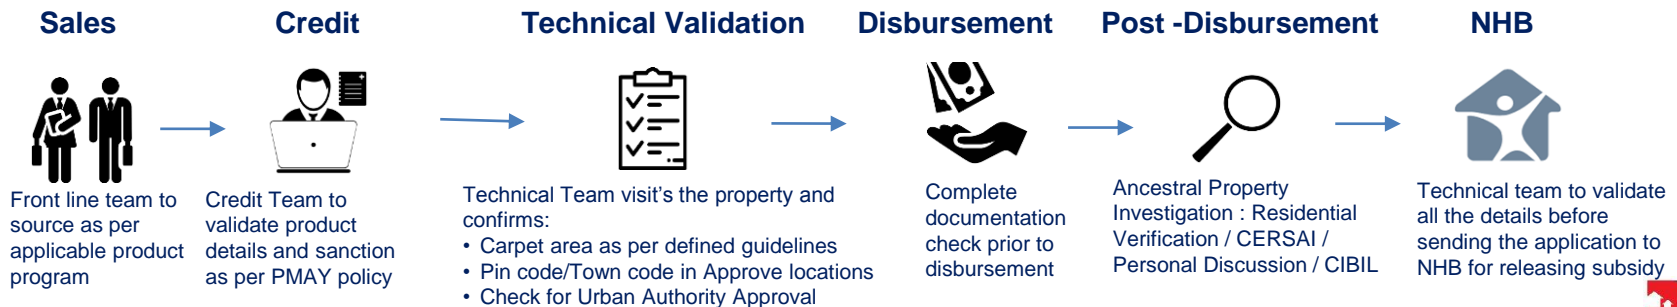 Sales
Credit
Technical Validation
Disbursement
Post -Disbursement
NHB
Front line team to
source as per
applicable product
program
Credit Team to
validate product
details and sanction
as per PMAY policy
Technical Team visit's the property and
confirms:
• Carpet area as per defined guidelines
• Pin code/Town code in Approve locations
• Check for Urban Authority Approval
Complete
documentation
check prior to
disbursement
Ancestral Property
Investigation : Residential
Verification / CERSAI /
Personal Discussion / CIBIL
Technical team to validate
all the details before
sending the application to
NHB for releasing subsidy